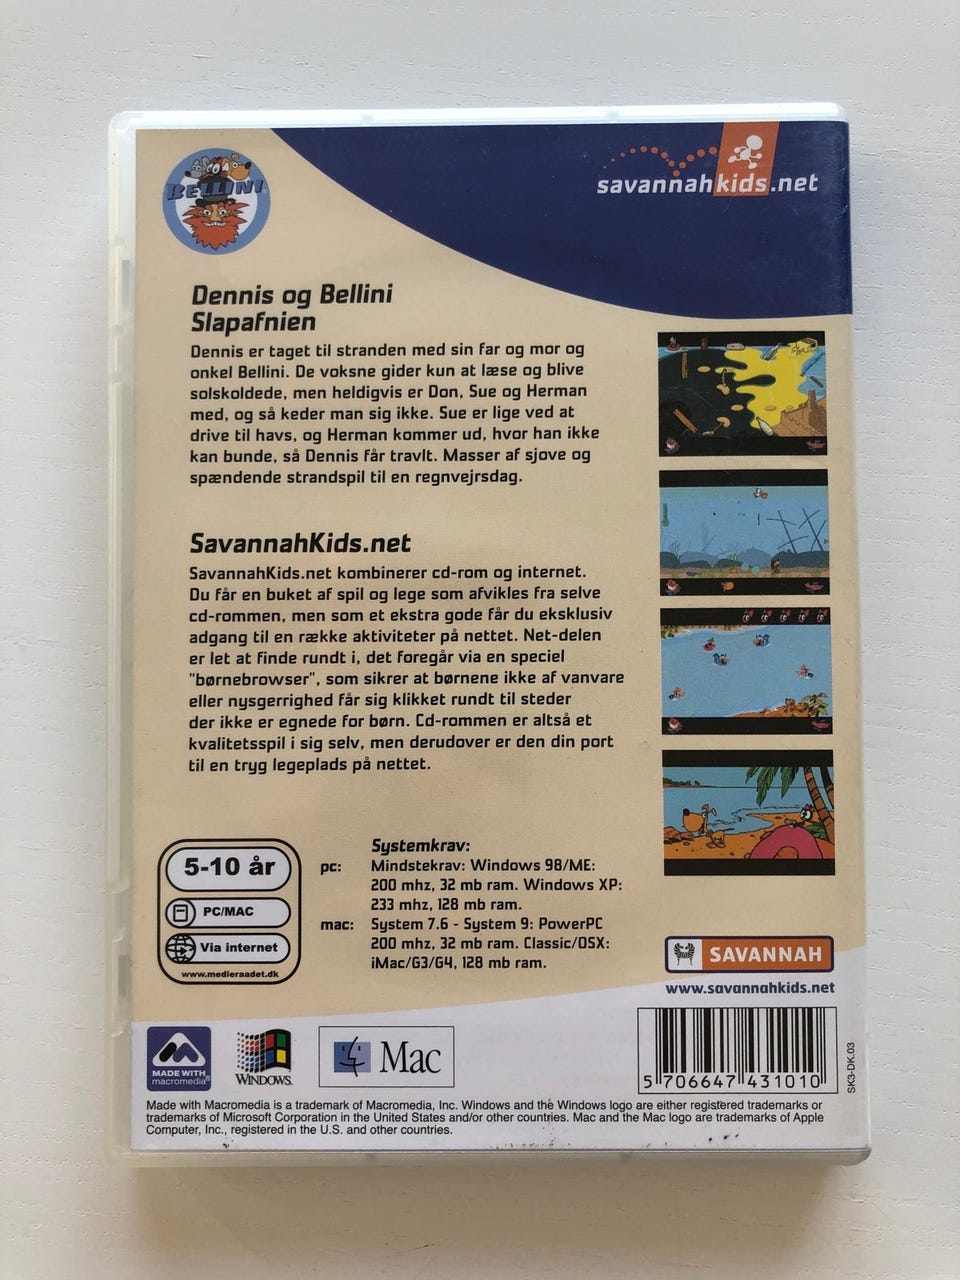 BELLINI
savannahkids.net
Dennis og Bellini
Slapafnien
Dennis er taget til stranden med sin far og mor og
onkel Bellini. De voksne gider kun at læse og blive
solskoldede, men heldigvis er Don, Sue og Herman
med, og så keder man sig ikke. Sue er lige ved at
drive til havs, og Herman kommer ud, hvor han ikke
kan bunde, så Dennis får travlt. Masser af sjove og
spændende strandspil til en regnvejrsdag.
SavannahKids.net
SavannahKids.net kombinerer cd-rom og internet.
Du får en buket af spil og lege som afvikles fra selve
cd-rommen, men som et ekstra gode får du eksklusiv
adgang til en række aktiviteter på nettet. Net-delen
er let at finde rundt i, det foregår via en speciel
"børnebrowser", som sikrer at børnene ikke af vanvare
eller nysgerrighed får sig klikket rundt til steder
der ikke er egnede for børn. Cd-rommen er altså et
kvalitetsspil i sig selv, men derudover er den din port
til en tryg legeplads på nettet.
5-10 år
PC/MAC
Via internet
www.medieraadet.dk
Systemkrav:
pc: Mindstekrav: Windows 98/ME:
200 mhz, 32 mb ram. Windows XP:
233 mhz, 128 mb ram.
mac: System 7.6 - System 9: PowerPC
200 mhz, 32 mb ram. Classic/OSX:
iMac/G3/G4, 128 mb ram.
SAVANNAH
www.savannahkids.net
MADE WITH
macromedia®
WINDOWS.
Mac
5 706647 431010
SK3-DK.03
Made with Macromedia is a trademark of Macromedia, Inc. Windows and the Windows logo are either registered trademarks or
trademarks of Microsoft Corporation in the United States and/or other countries. Mac and the Mac logo are trademarks of Apple
Computer, Inc., registered in the U.S. and other countries.